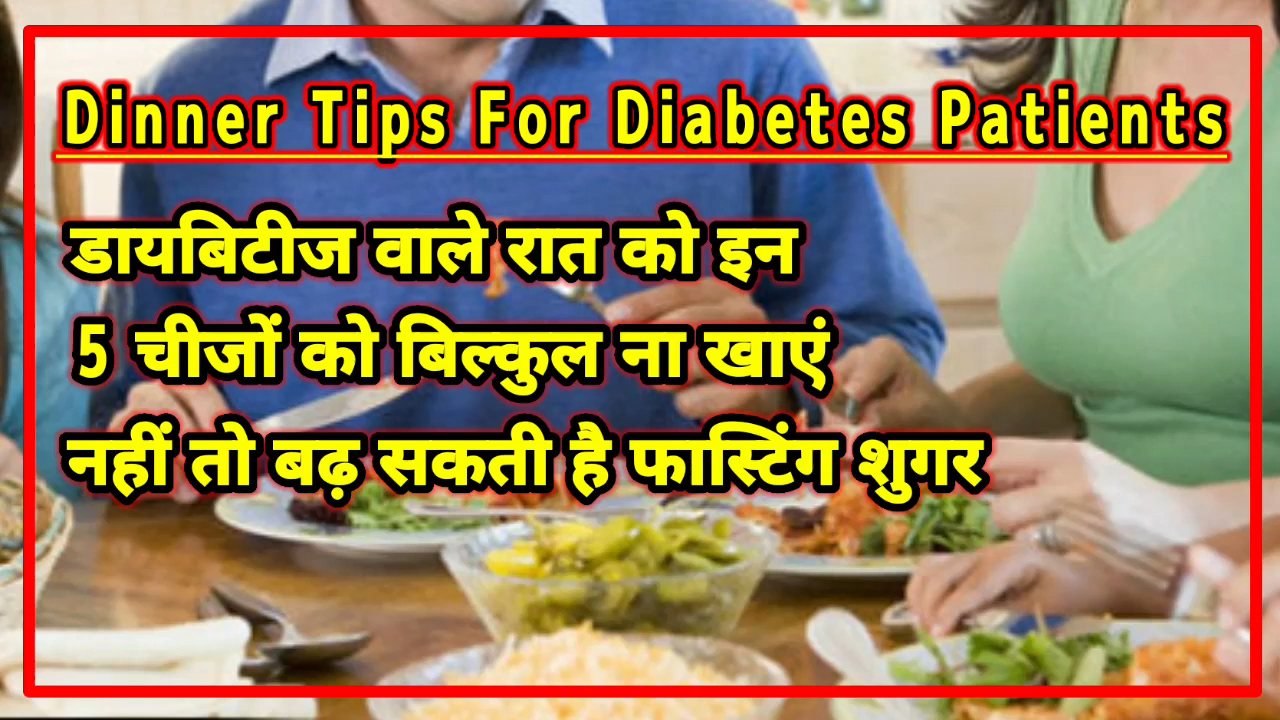 Dinner Tips For Diabetes Patients
डायबिटीज वाले रात को इन
5 चीजों को बिल्कुल ना खाएं
नहीं तो बढ़ सकती है फास्टिंग शुगर